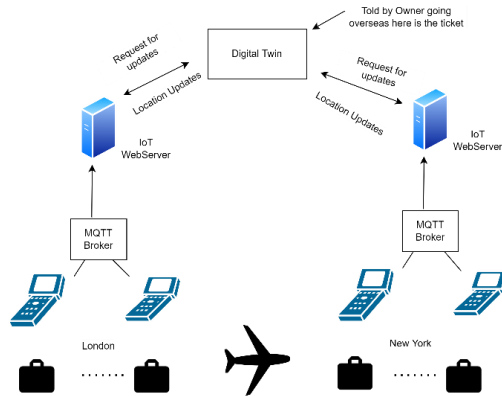 Told by Owner going
overseas here is the ticket
Digital Twin
Request for
updates
Location Updates
Request for
updates
Location Updates
IoT
WebServer
IoT
WebServer
MQTT
Broker
MQTT
Broker
London
New York